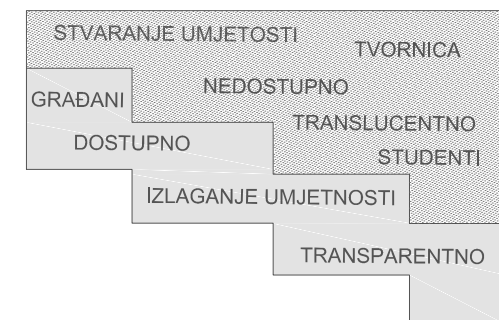 STVARANJE UMJETOSTI
TVORNICA
NEDOSTUPNO
GRAĐANI
TRANSLUCENTNO
DOSTUPNO
STUDENTI
IZLAGANJE UMJETNOSTI
TRANSPARENTNO